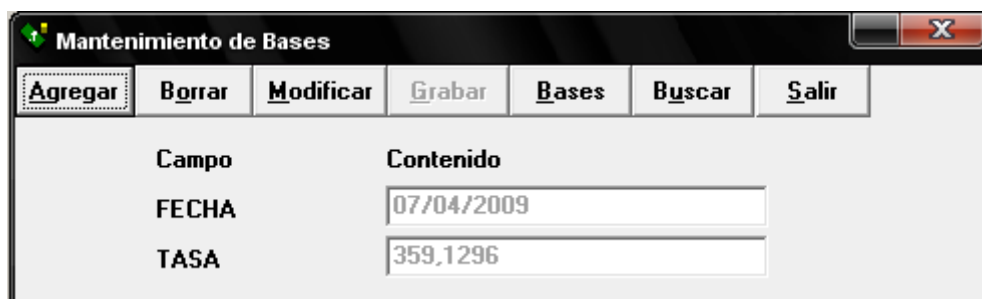 Mantenimiento de Bases
Agregar Borrar Modificar Grabar Bases Buscar Salir
Campo Contenido
FECHA 07/04/2009
TASA 359,1296